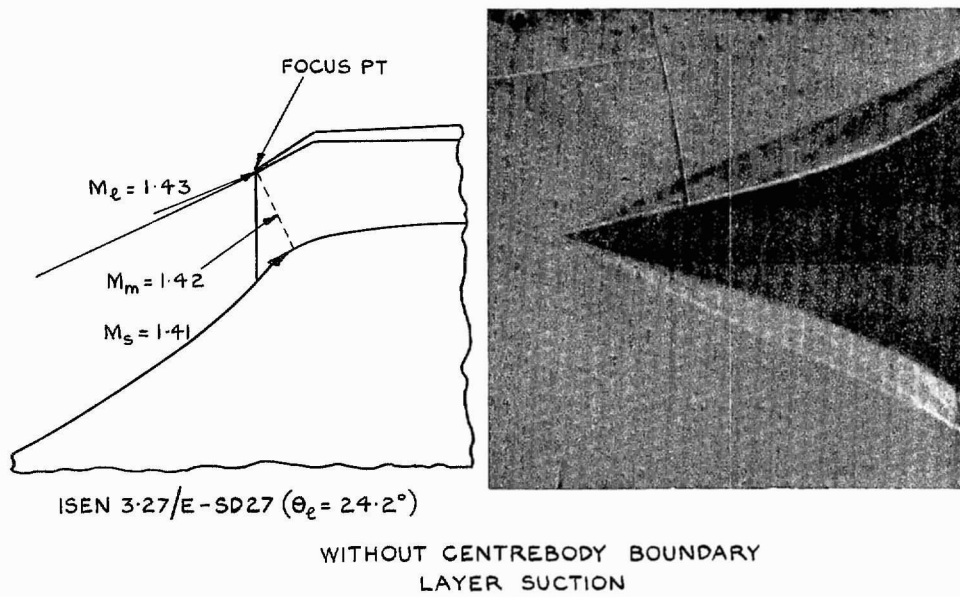 FOCUS PT
Mℓ = 1·43
Mm = 1·42
Ms = 1·41
ISEN 3·27/E-SD27 (θℓ = 24·2°)
WITHOUT CENTREBODY BOUNDARY
LAYER SUCTION